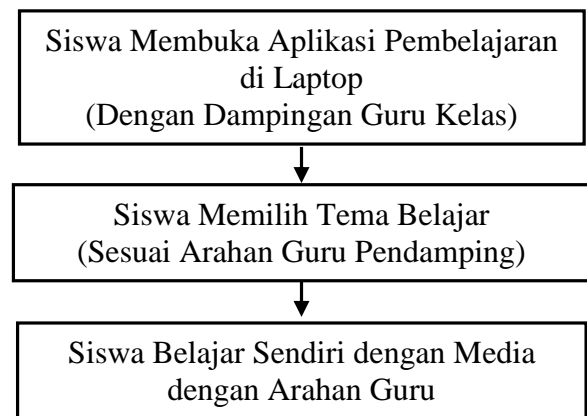 Siswa Membuka Aplikasi Pembelajaran
di Laptop
(Dengan Dampingan Guru Kelas)
Siswa Memilih Tema Belajar
(Sesuai Arahan Guru Pendamping)
Siswa Belajar Sendiri dengan Media
dengan Arahan Guru